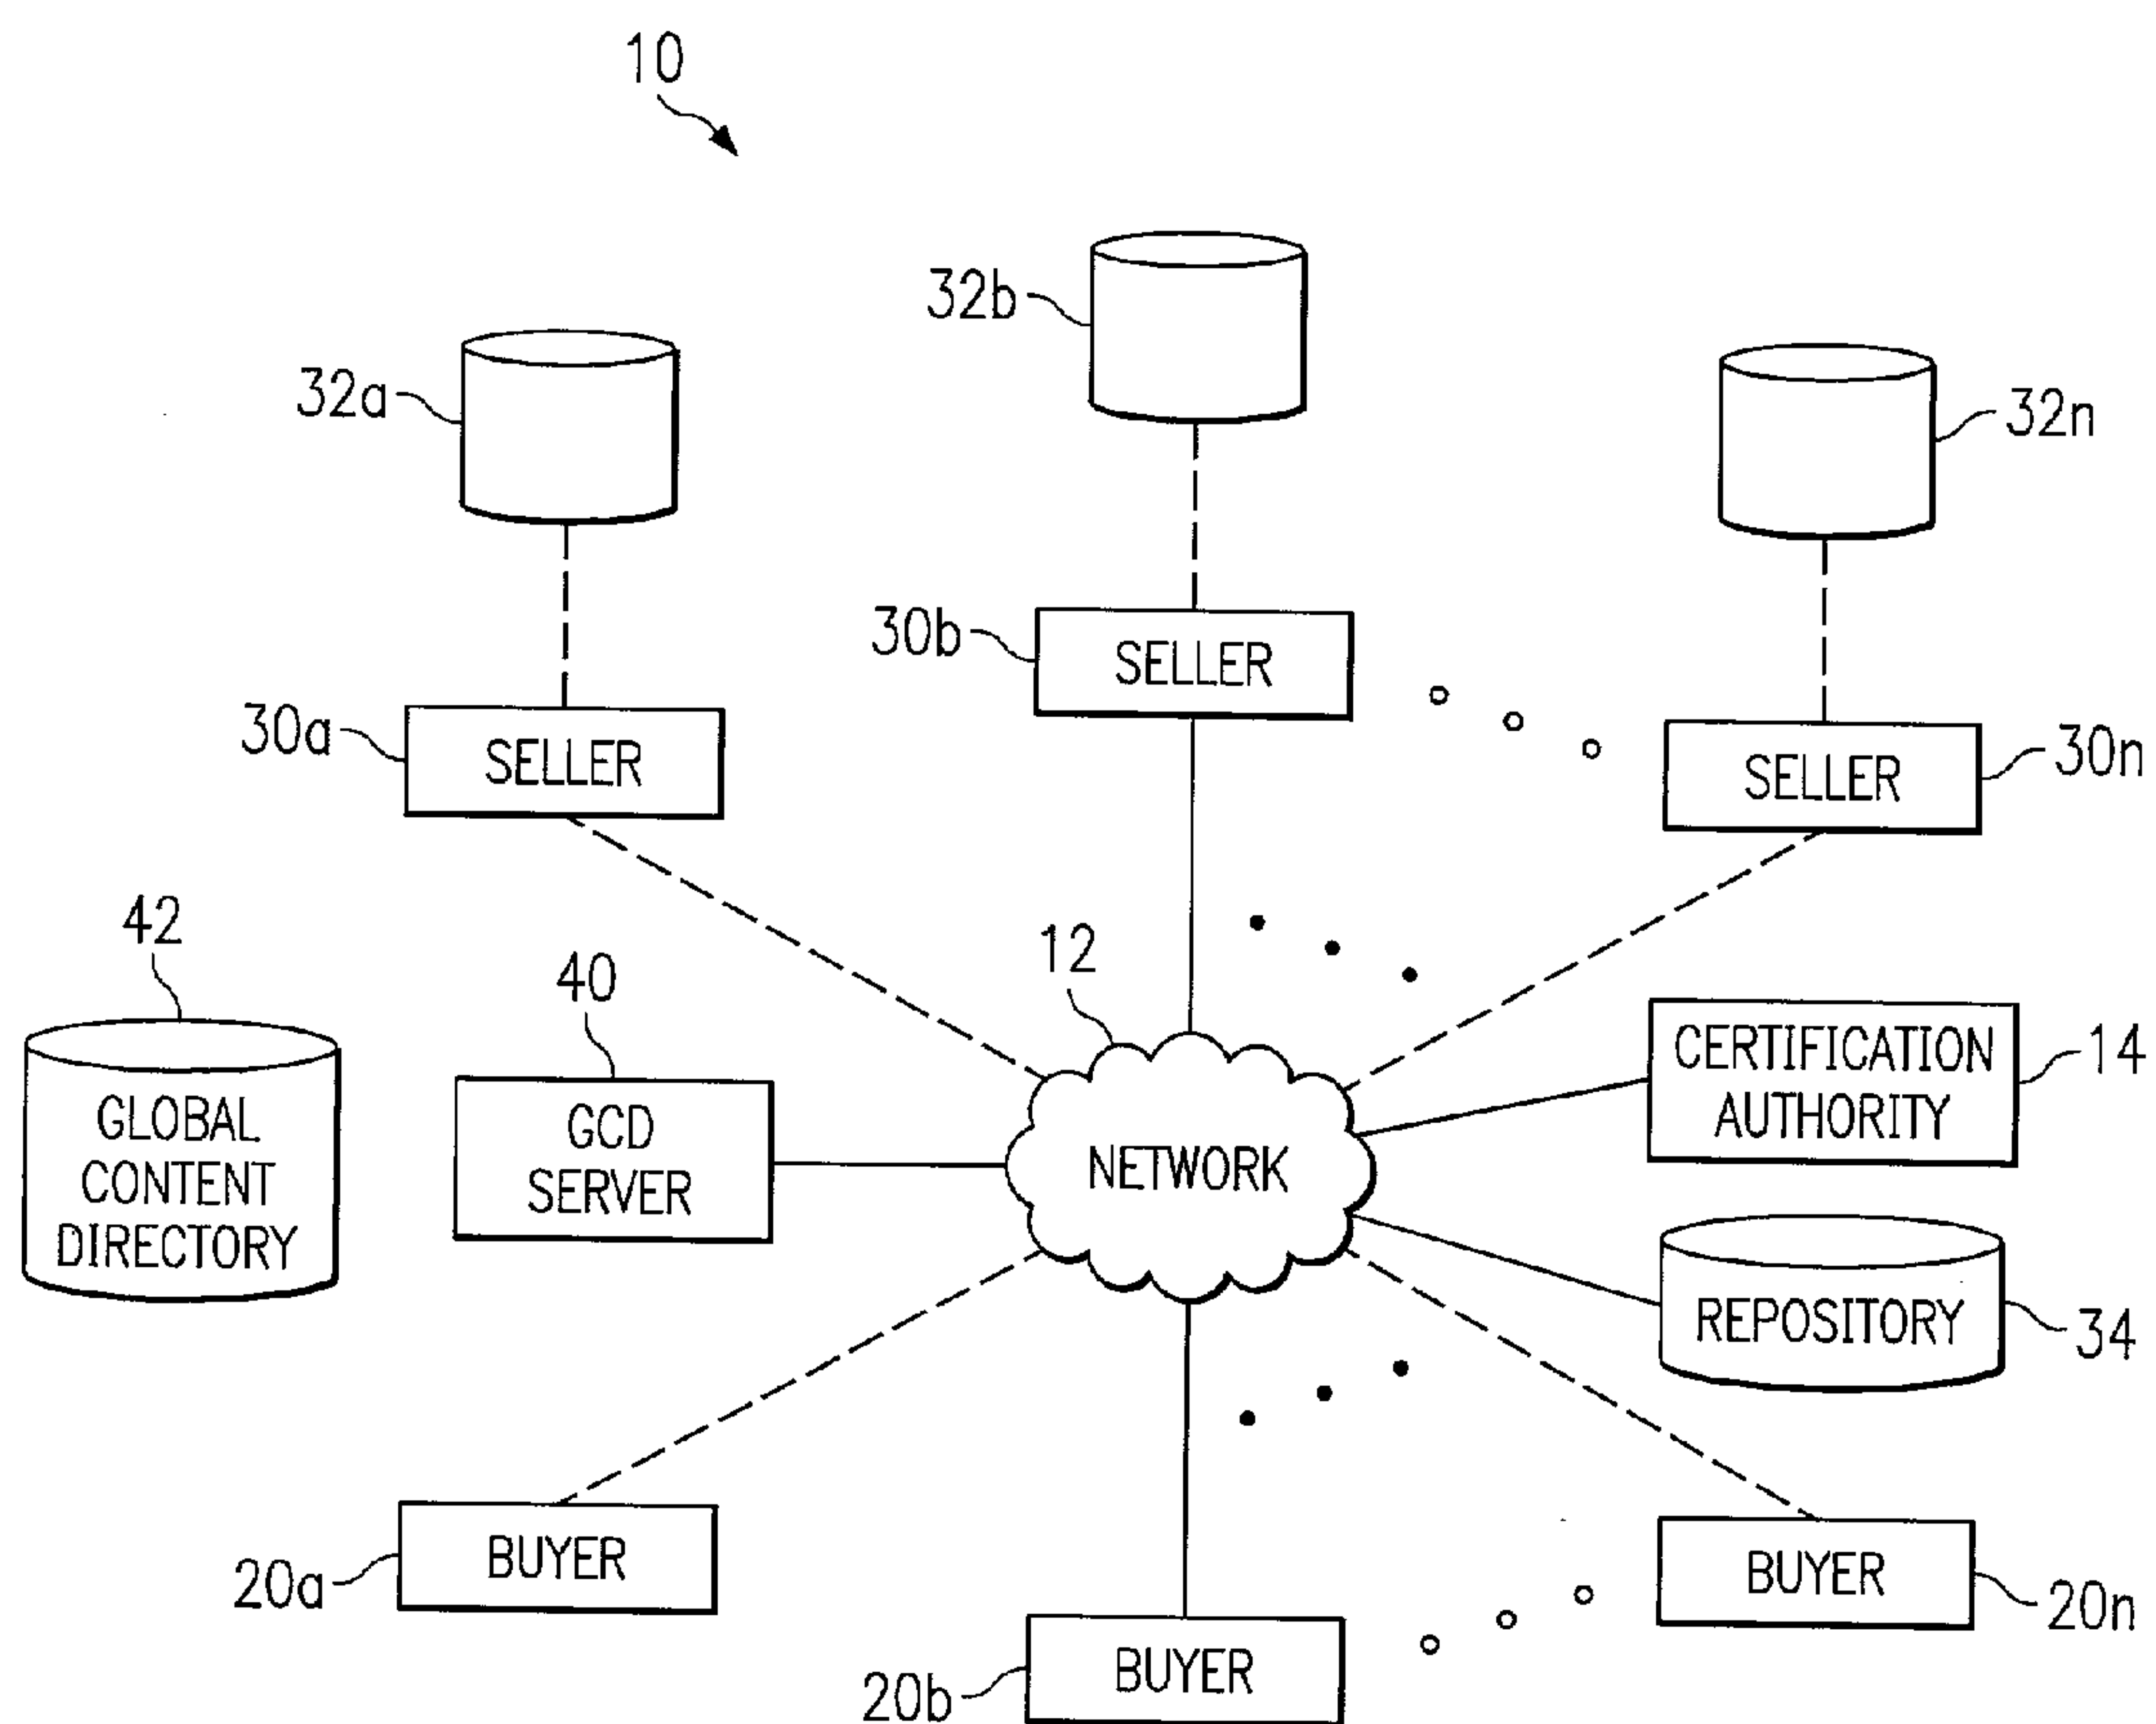 10
32b
32a
32n
30b
SELLER
30a
SELLER
SELLER
30n
42
40
12
GLOBAL
CONTENT
DIRECTORY
GCD
SERVER
NETWORK
CERTIFICATION
AUTHORITY
14
REPOSITORY
34
BUYER
20a
BUYER
20n
BUYER
20b